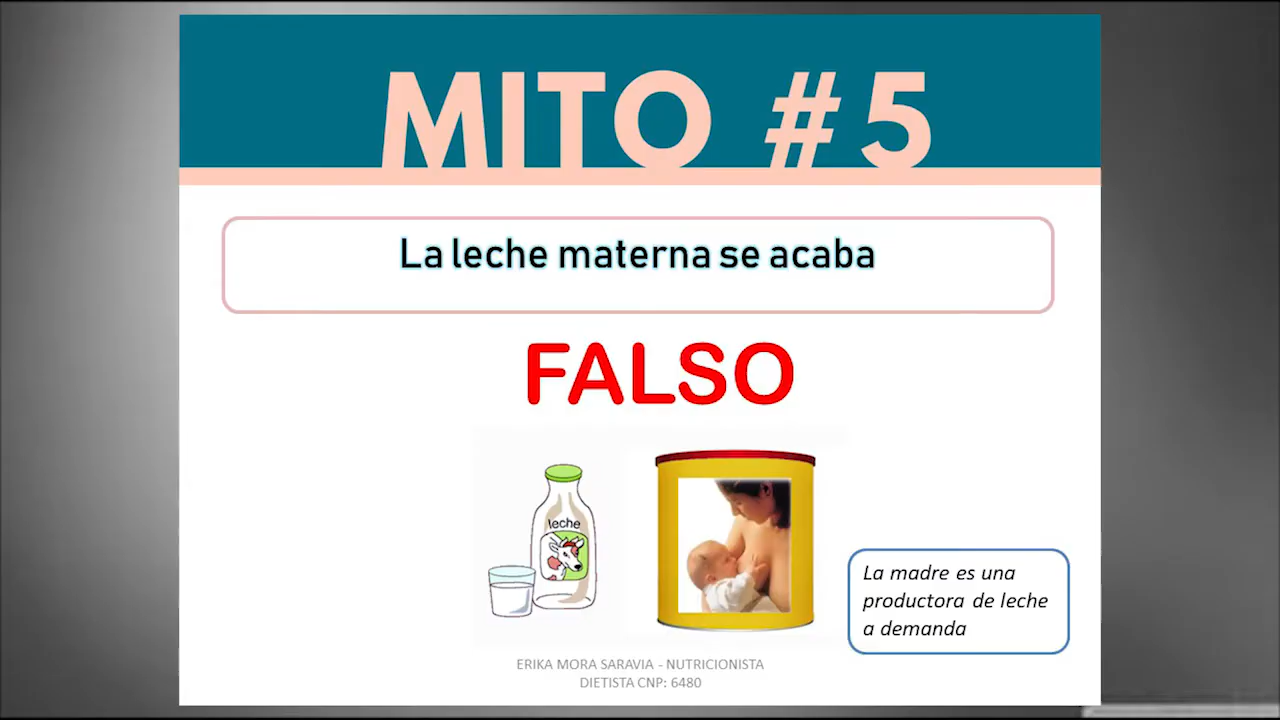 MITO #5
La leche materna se acaba
FALSO
leche
La madre es una
productora de leche
a demanda
ERIKA MORA SARAVIA - NUTRICIONISTA
DIETISTA CNP: 6480